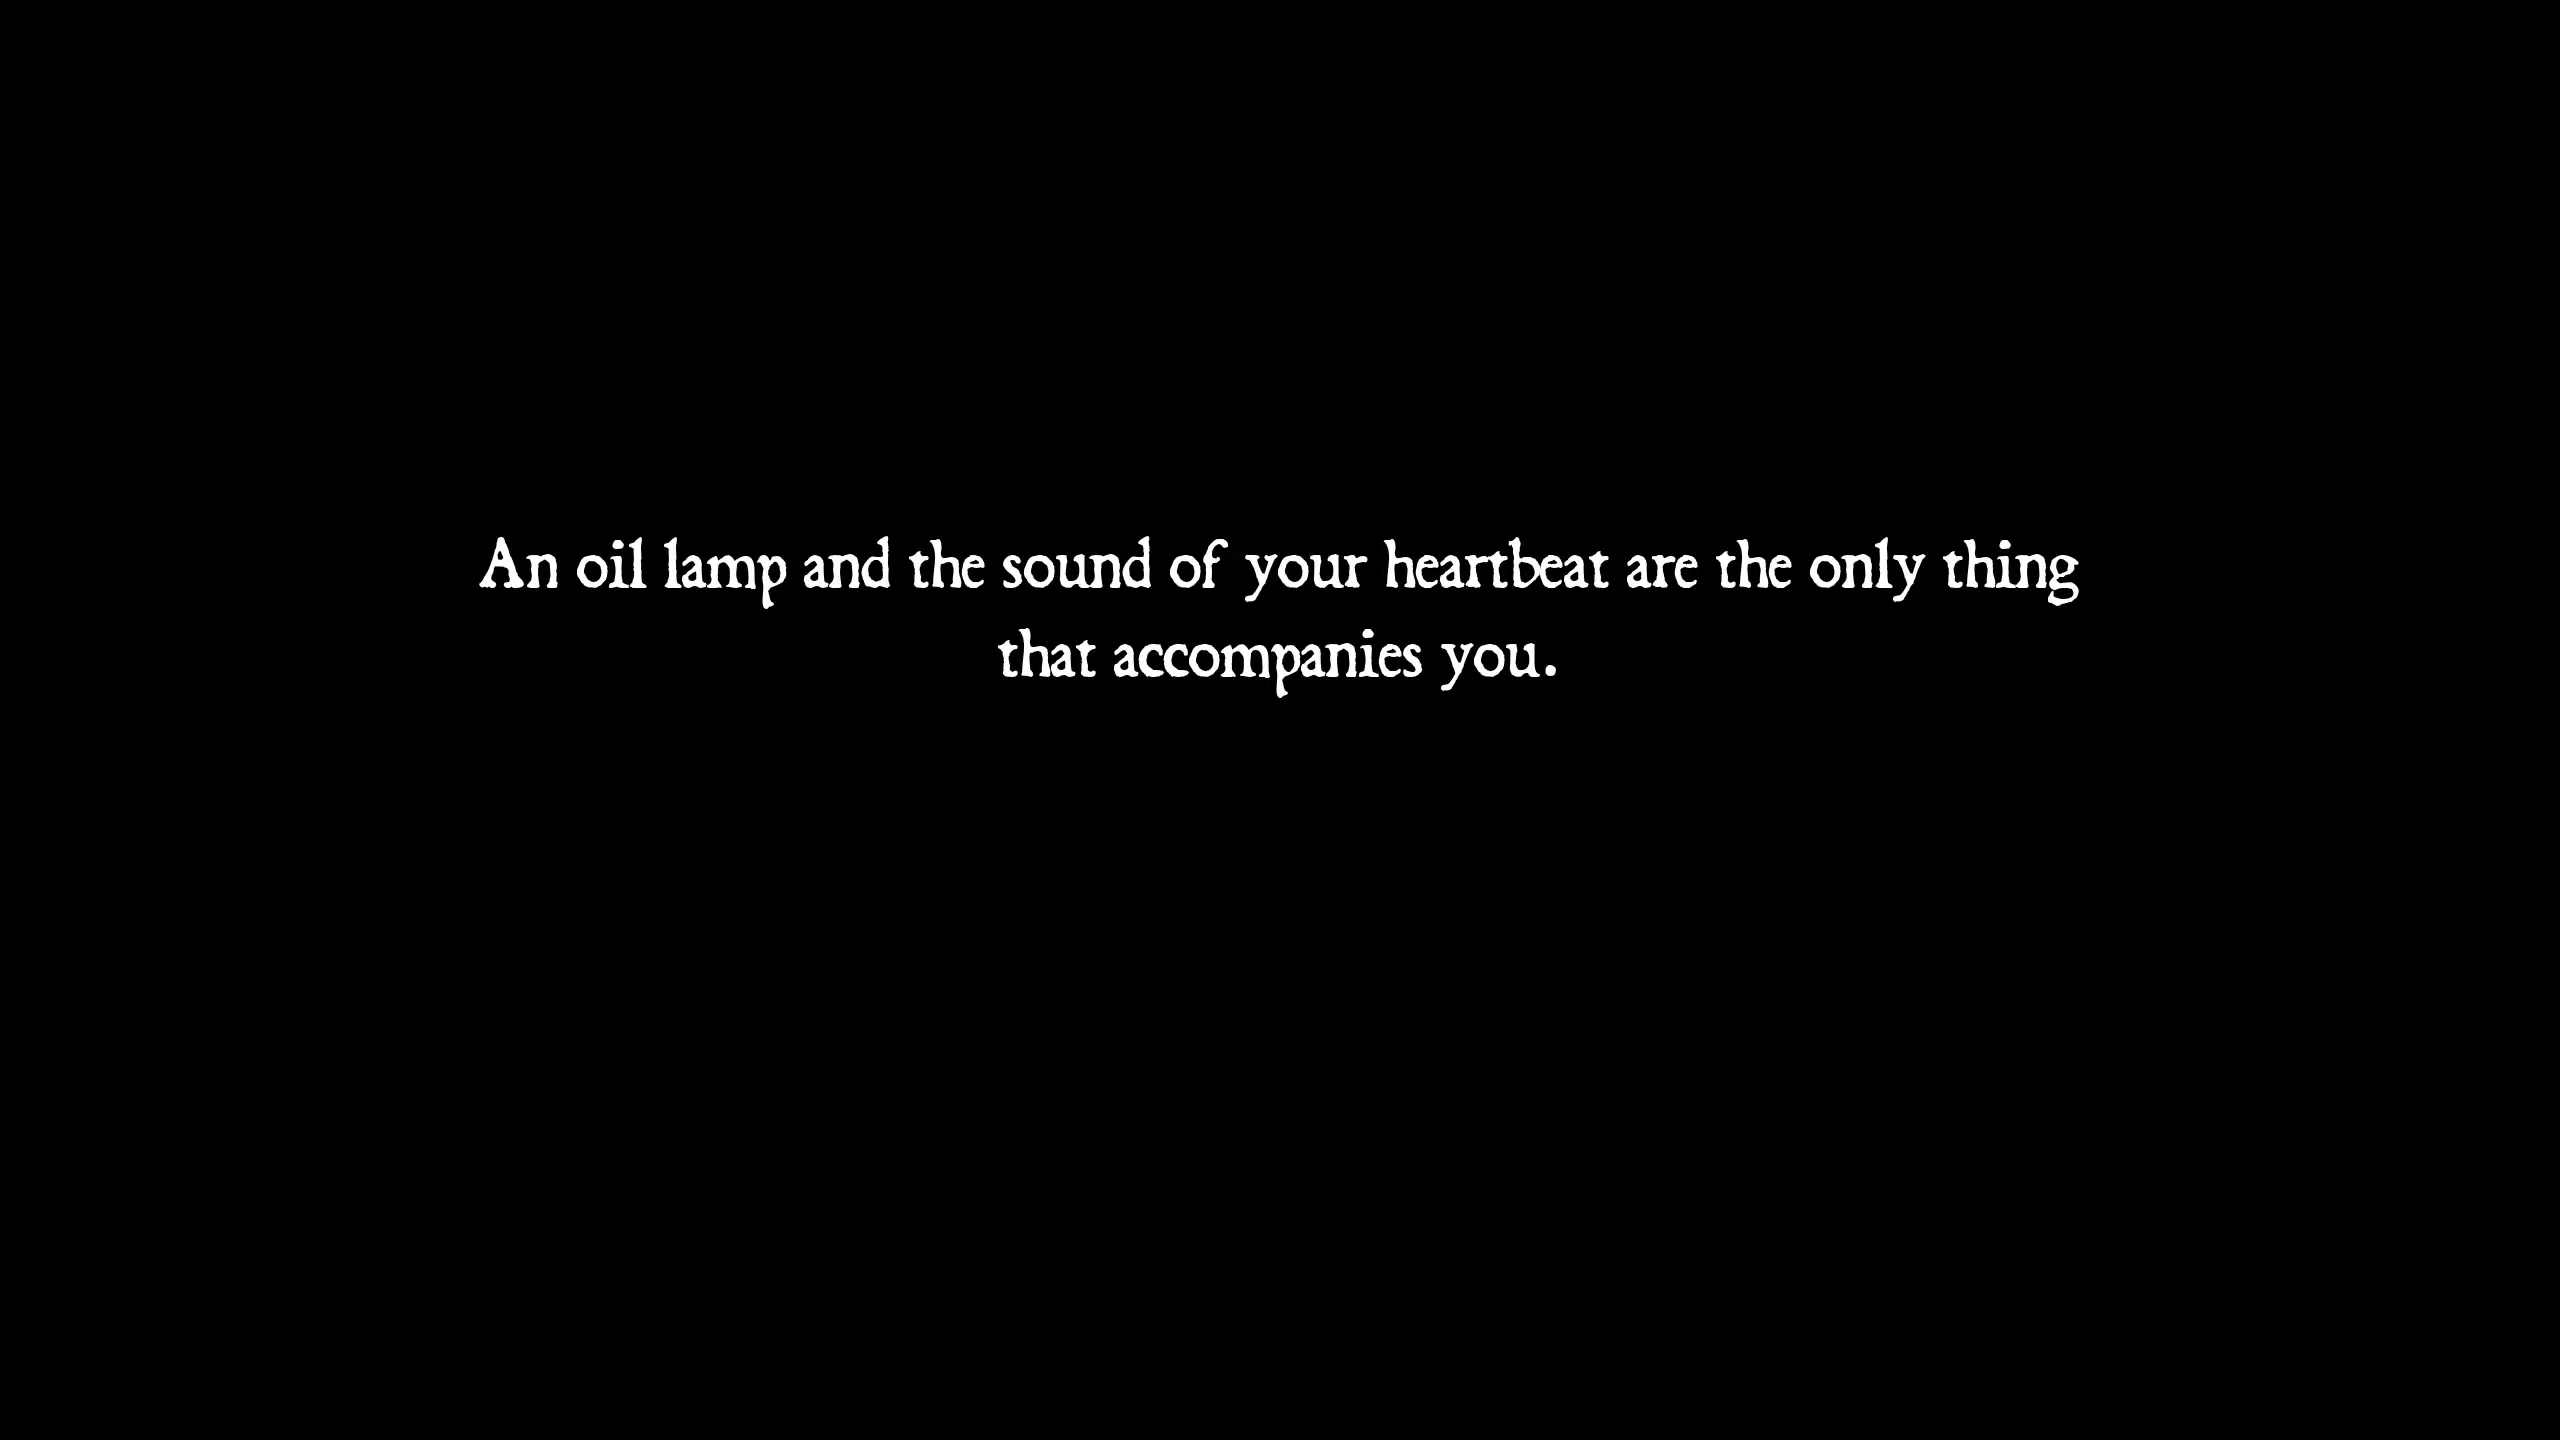 An oil lamp and the sound of your heartbeat are the only thing
that accompanies you.